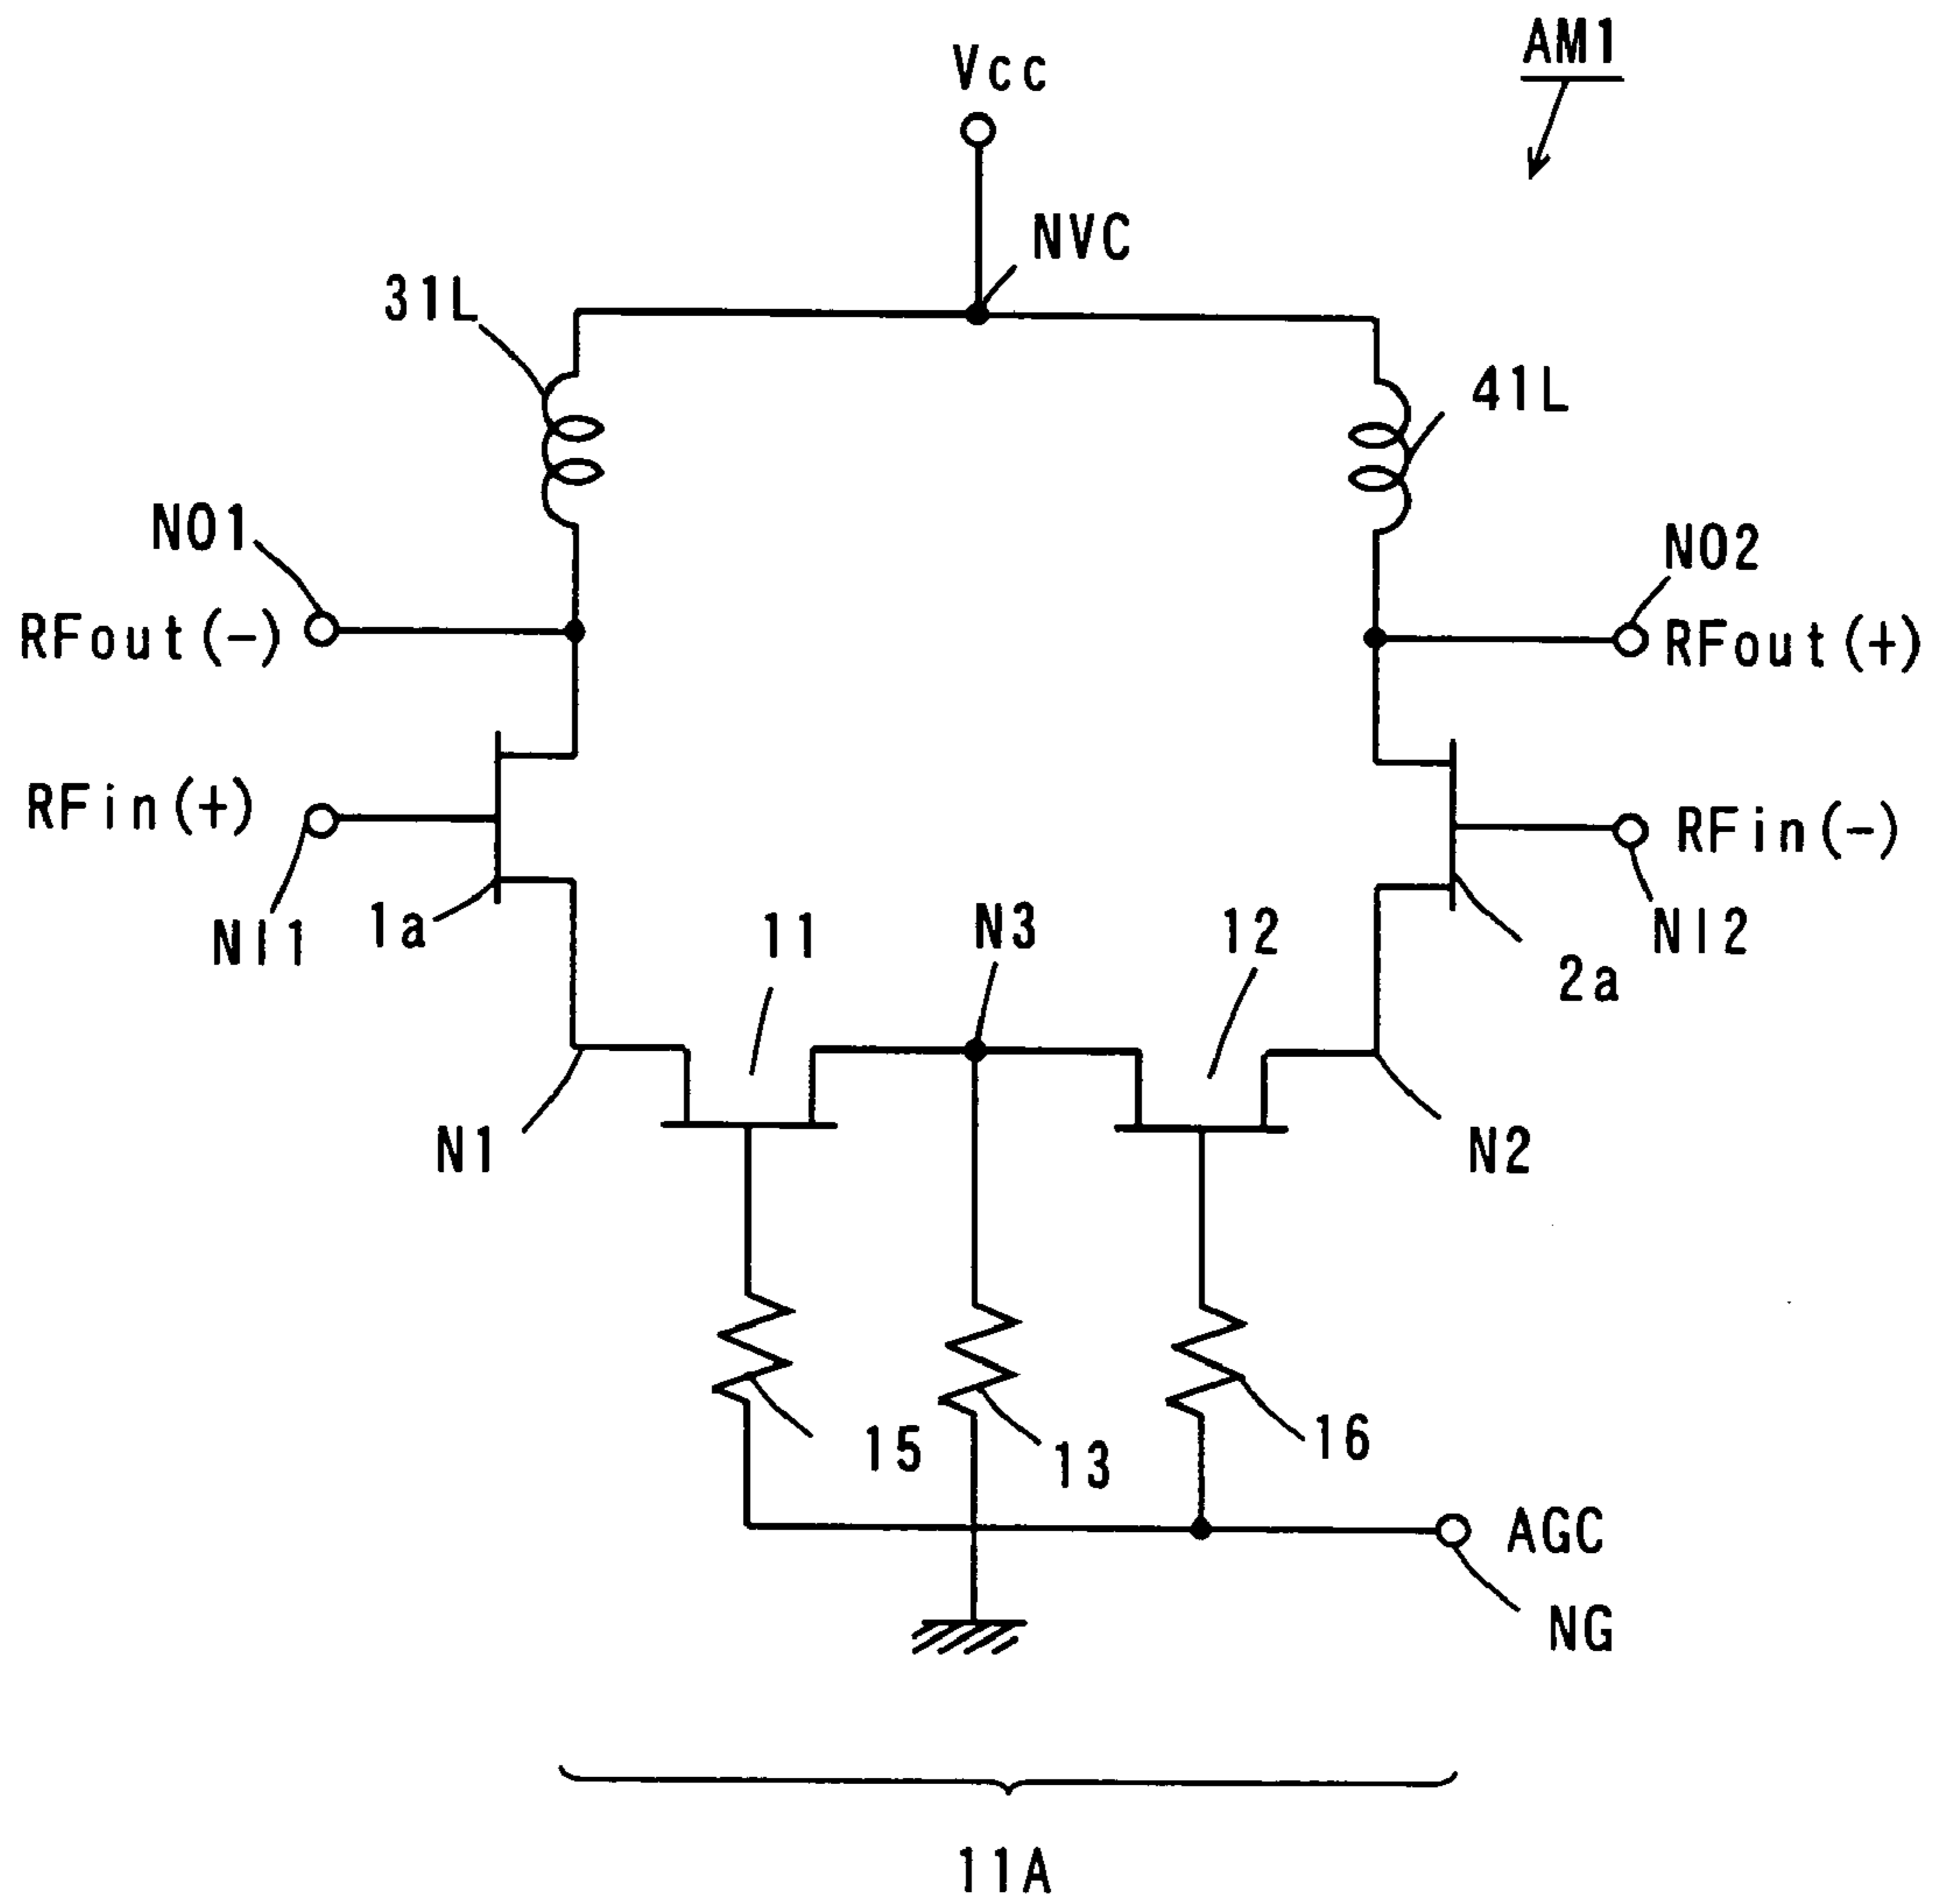 AM1
Vcc
NVC
31L
41L
NO1
NO2
RFout(-)
RFout(+)
RFin(+)
RFin(-)
NI1
1a
11
N3
12
NI2
2a
N1
N2
15
13
16
AGC
NG
11A